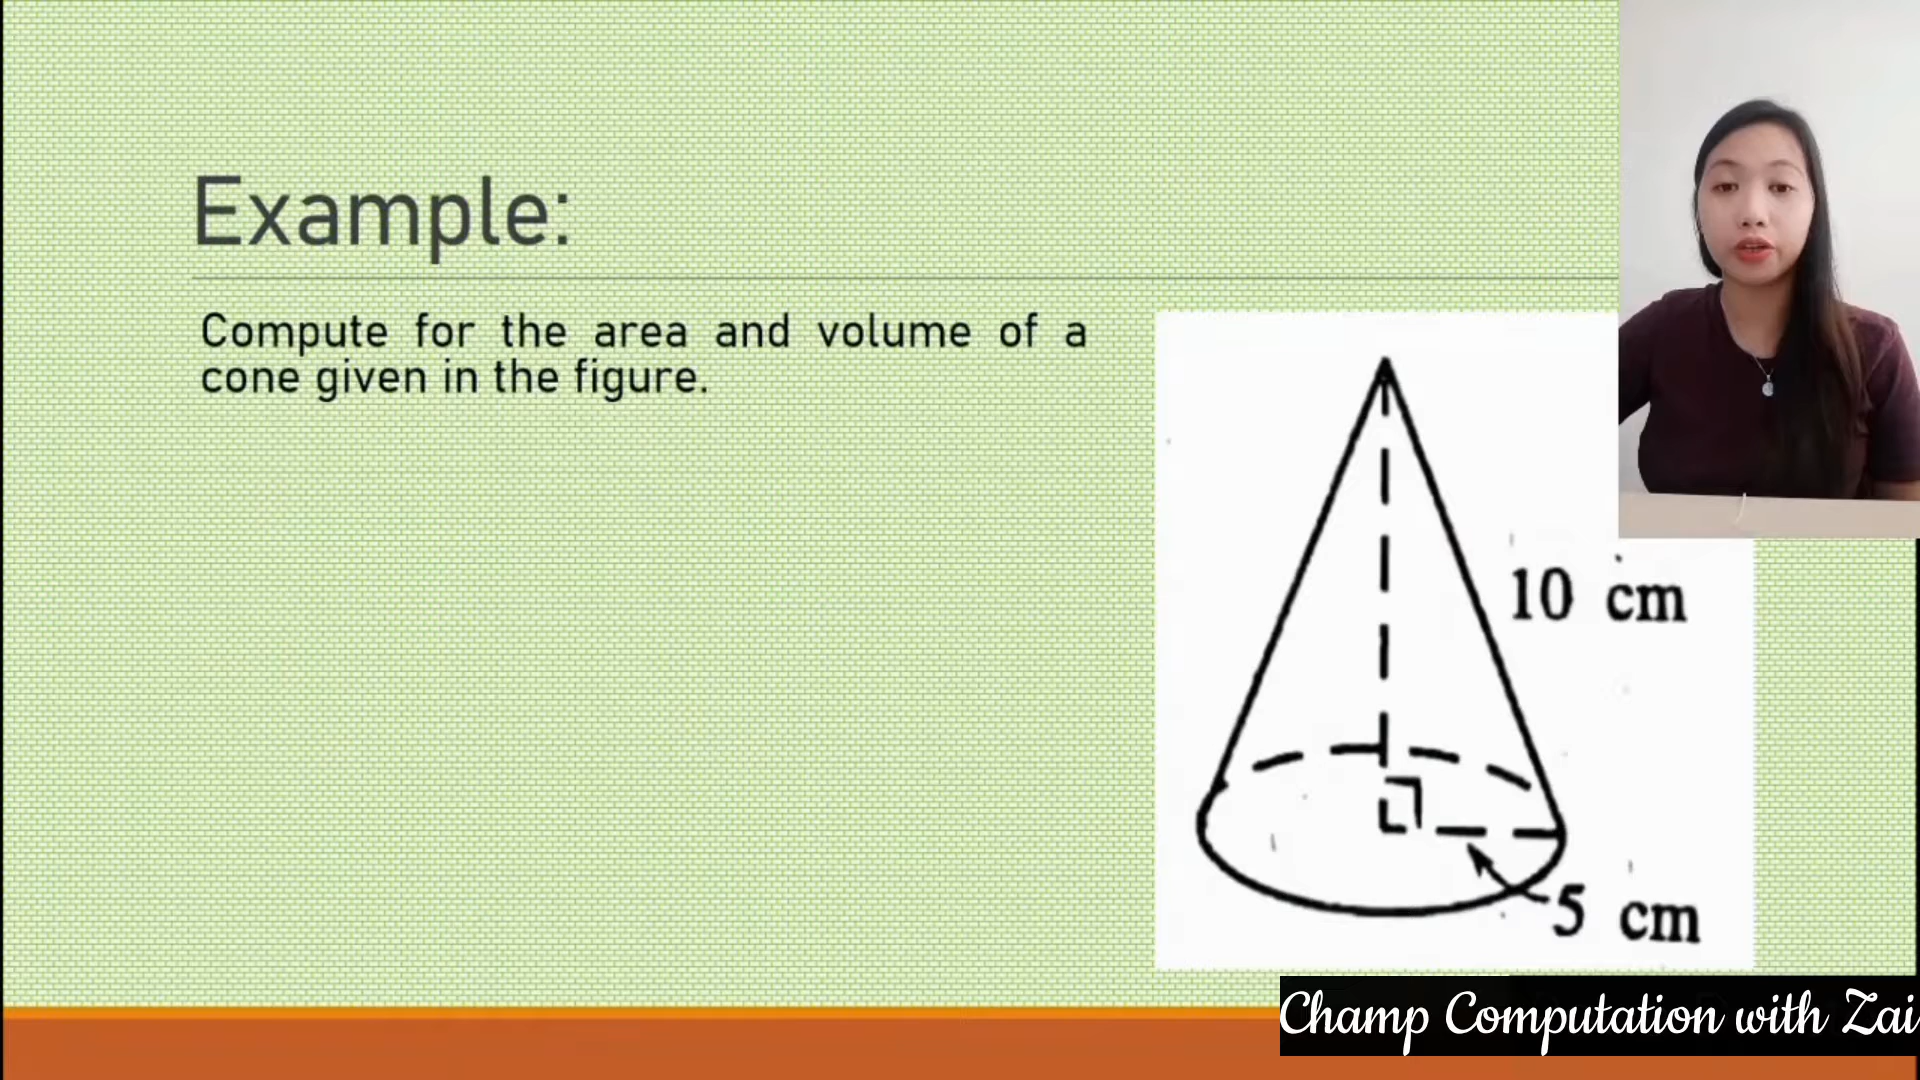 Example:
Compute for the area and volume of a
cone given in the figure.
10 cm
5 cm
Champ Computation with Zai